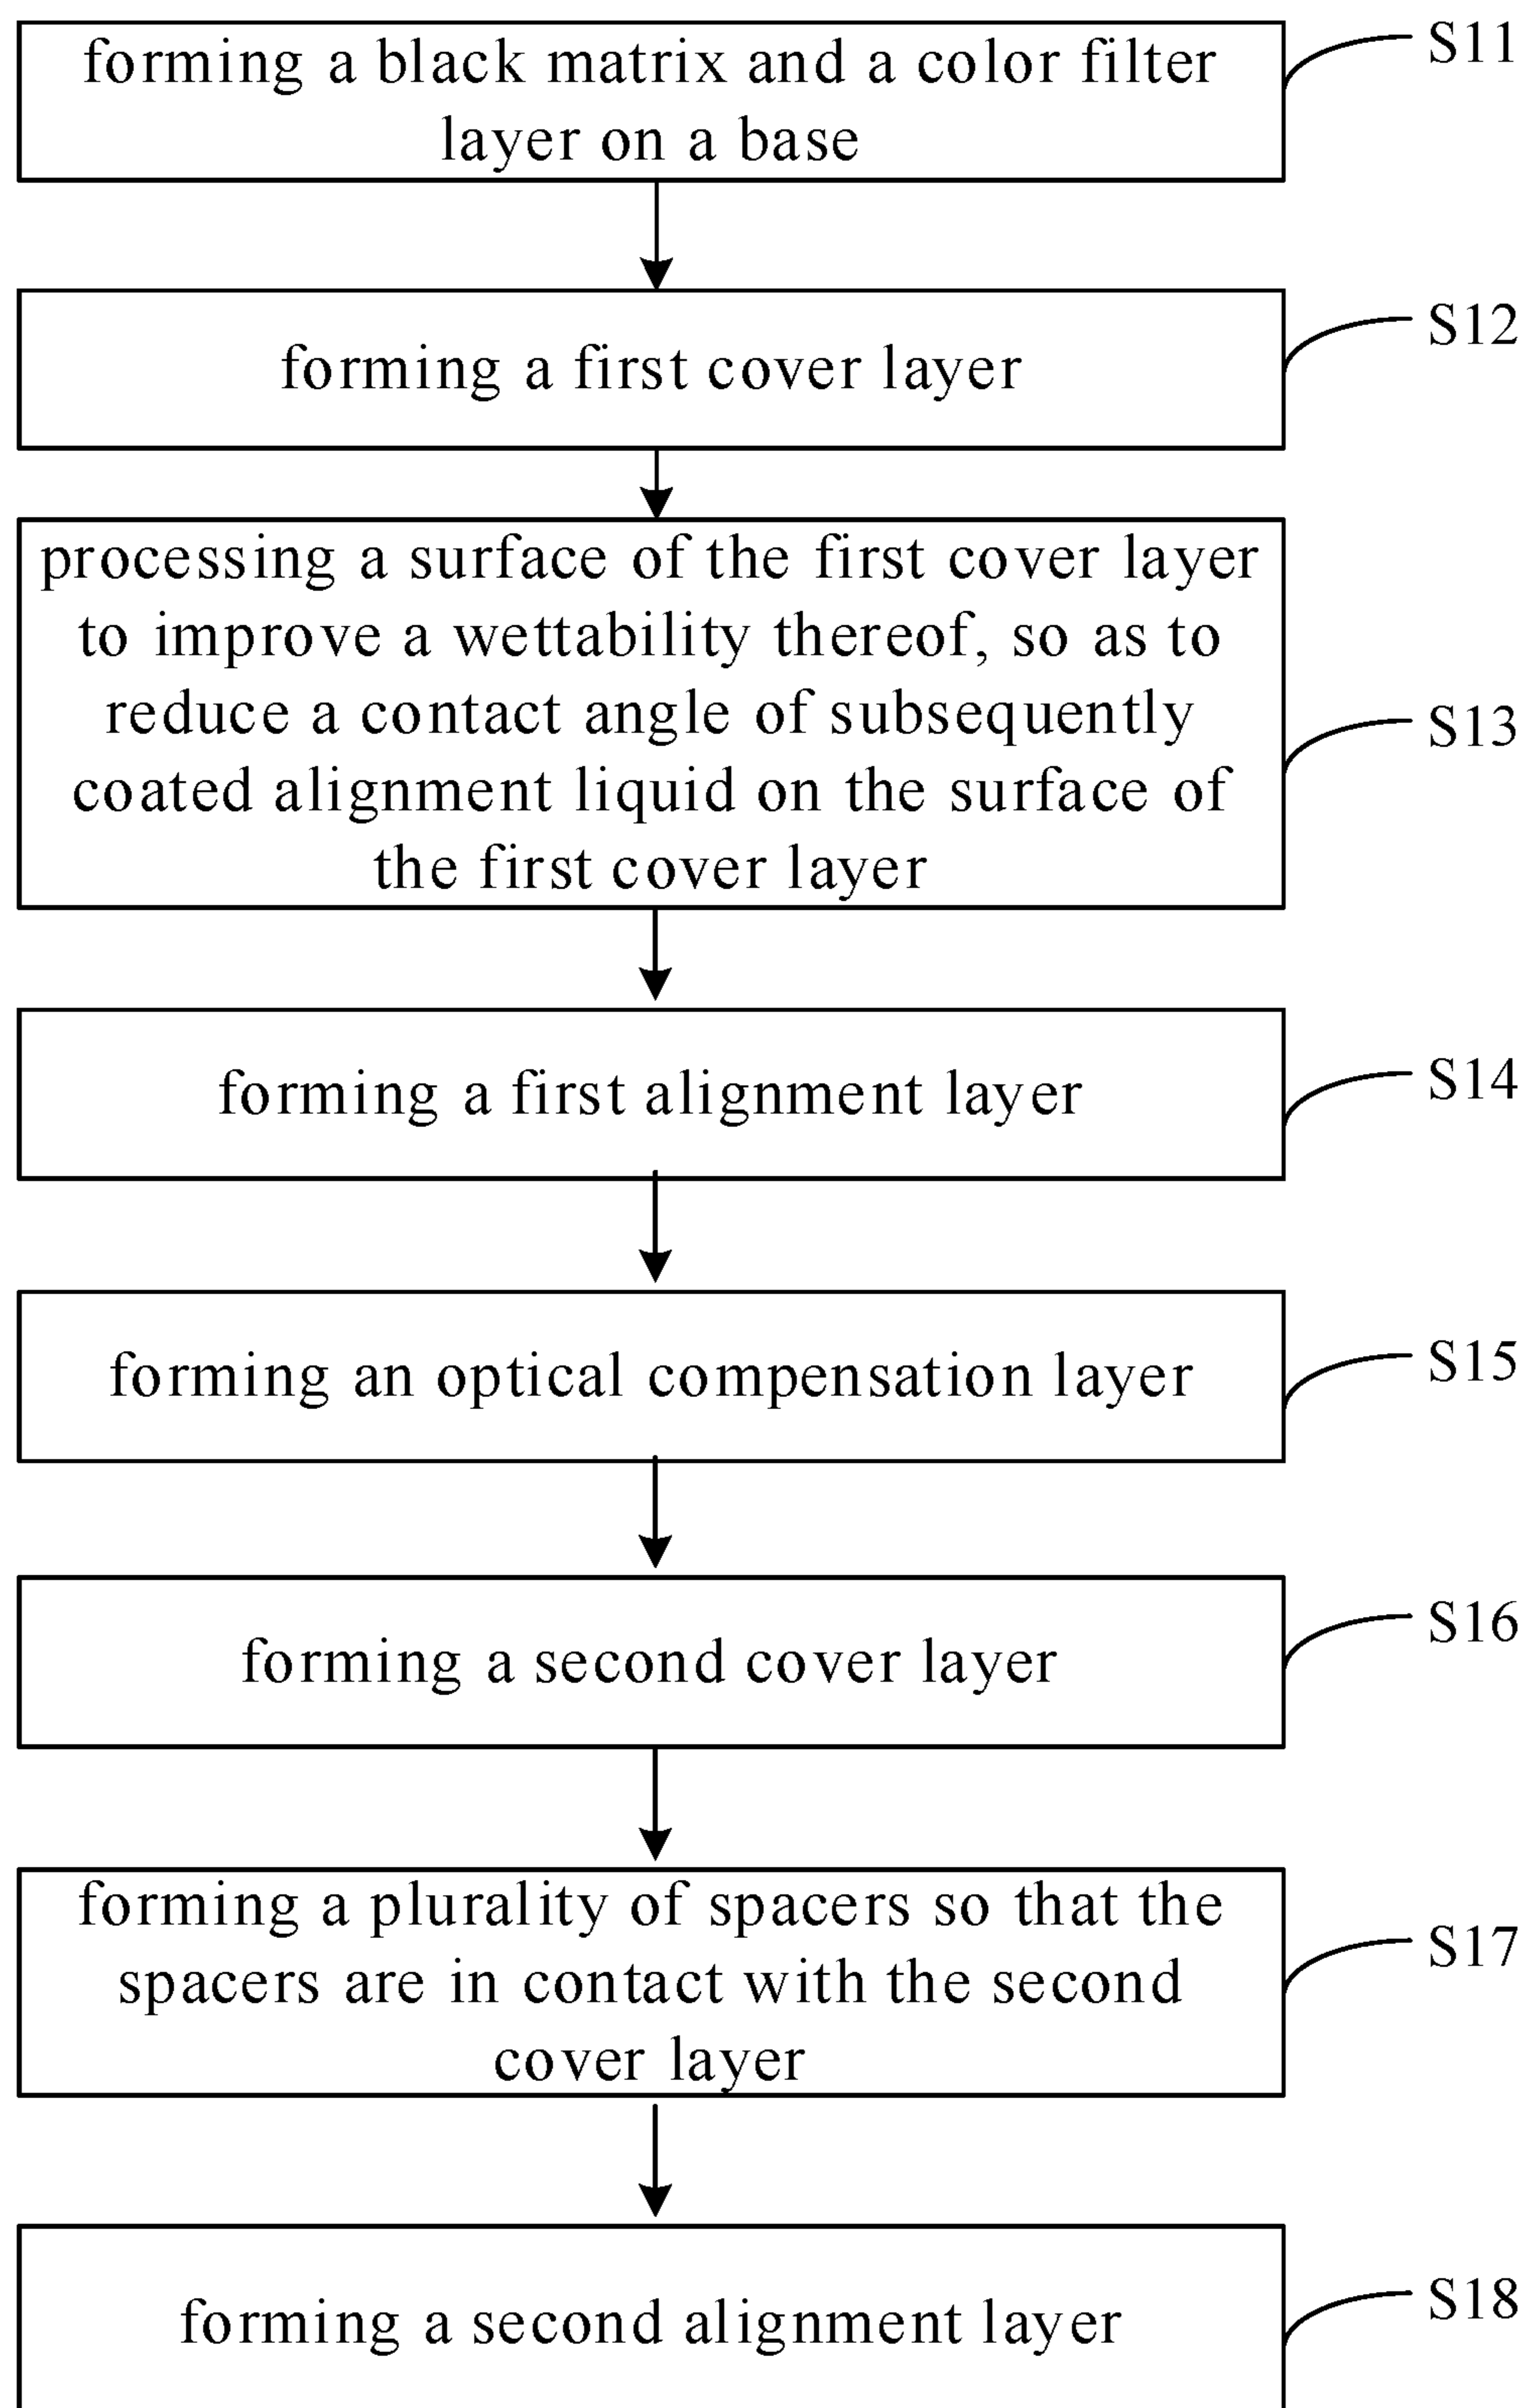 forming a black matrix and a color filter
layer on a base
S11
forming a first cover layer
S12
processing a surface of the first cover layer
to improve a wettability thereof, so as to
reduce a contact angle of subsequently
coated alignment liquid on the surface of
the first cover layer
S13
forming a first alignment layer
S14
forming an optical compensation layer
S15
forming a second cover layer
S16
forming a plurality of spacers so that the
spacers are in contact with the second
cover layer
S17
forming a second alignment layer
S18